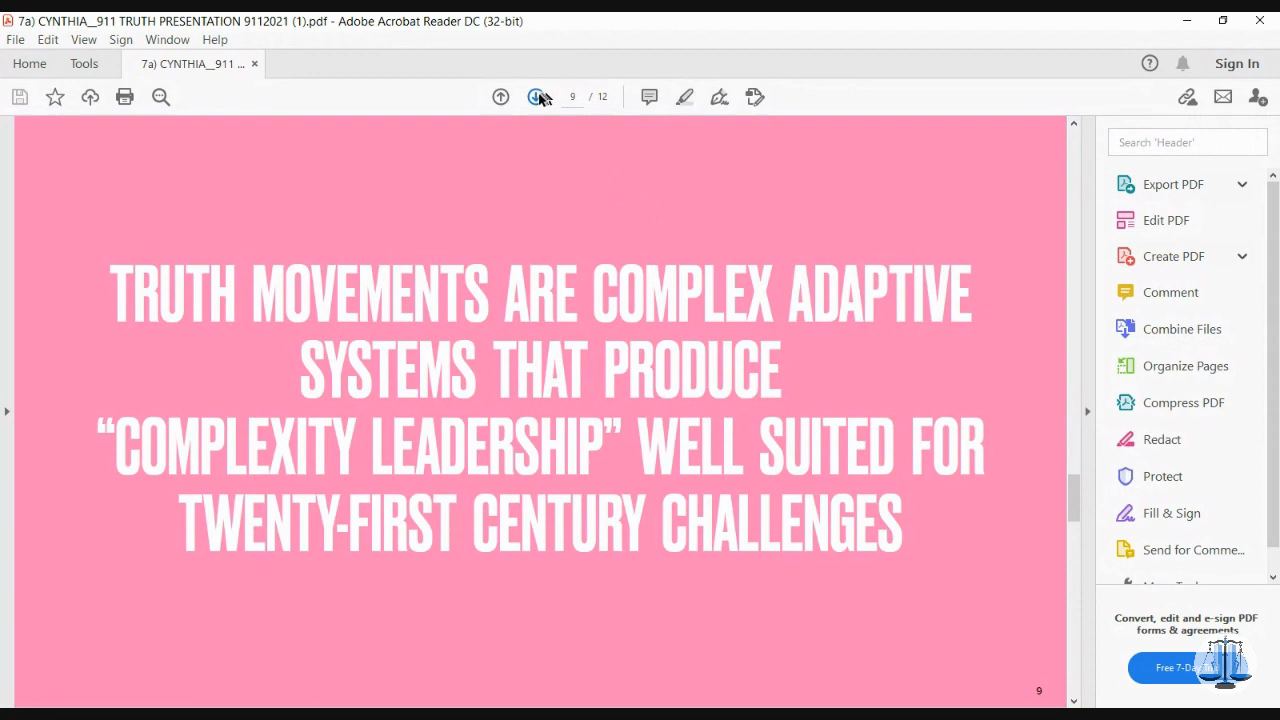 7a) CYNTHIA__911 TRUTH PRESENTATION 9112021 (1).pdf - Adobe Acrobat Reader DC (32-bit)
File Edit View Sign Window Help
Home Tools 7a) CYNTHIA__911 ... ×
Sign In
9 / 12
Search 'Header'
TRUTH MOVEMENTS ARE COMPLEX ADAPTIVE
SYSTEMS THAT PRODUCE
“COMPLEXITY LEADERSHIP” WELL SUITED FOR
TWENTY-FIRST CENTURY CHALLENGES
9
Export PDF
Edit PDF
Create PDF
Comment
Combine Files
Organize Pages
Compress PDF
Redact
Protect
Fill & Sign
Send for Comme...
Convert, edit and e-sign PDF
forms & agreements
Free 7-Day